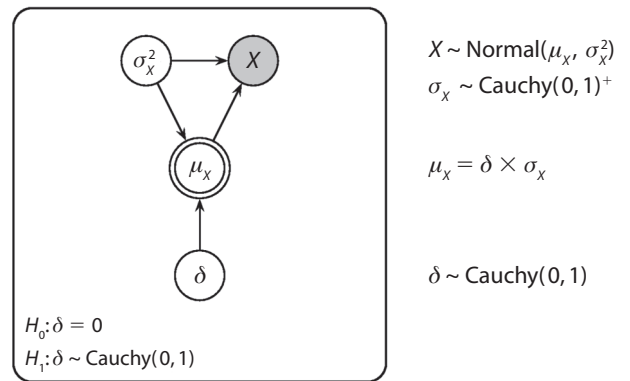 σ²_X
X
X ~ Normal(μ_X, σ²_X)
σ_X ~ Cauchy(0, 1)⁺
μ_X
μ_X = δ × σ_X
δ
δ ~ Cauchy(0, 1)
H₀: δ = 0
H₁: δ ~ Cauchy(0, 1)